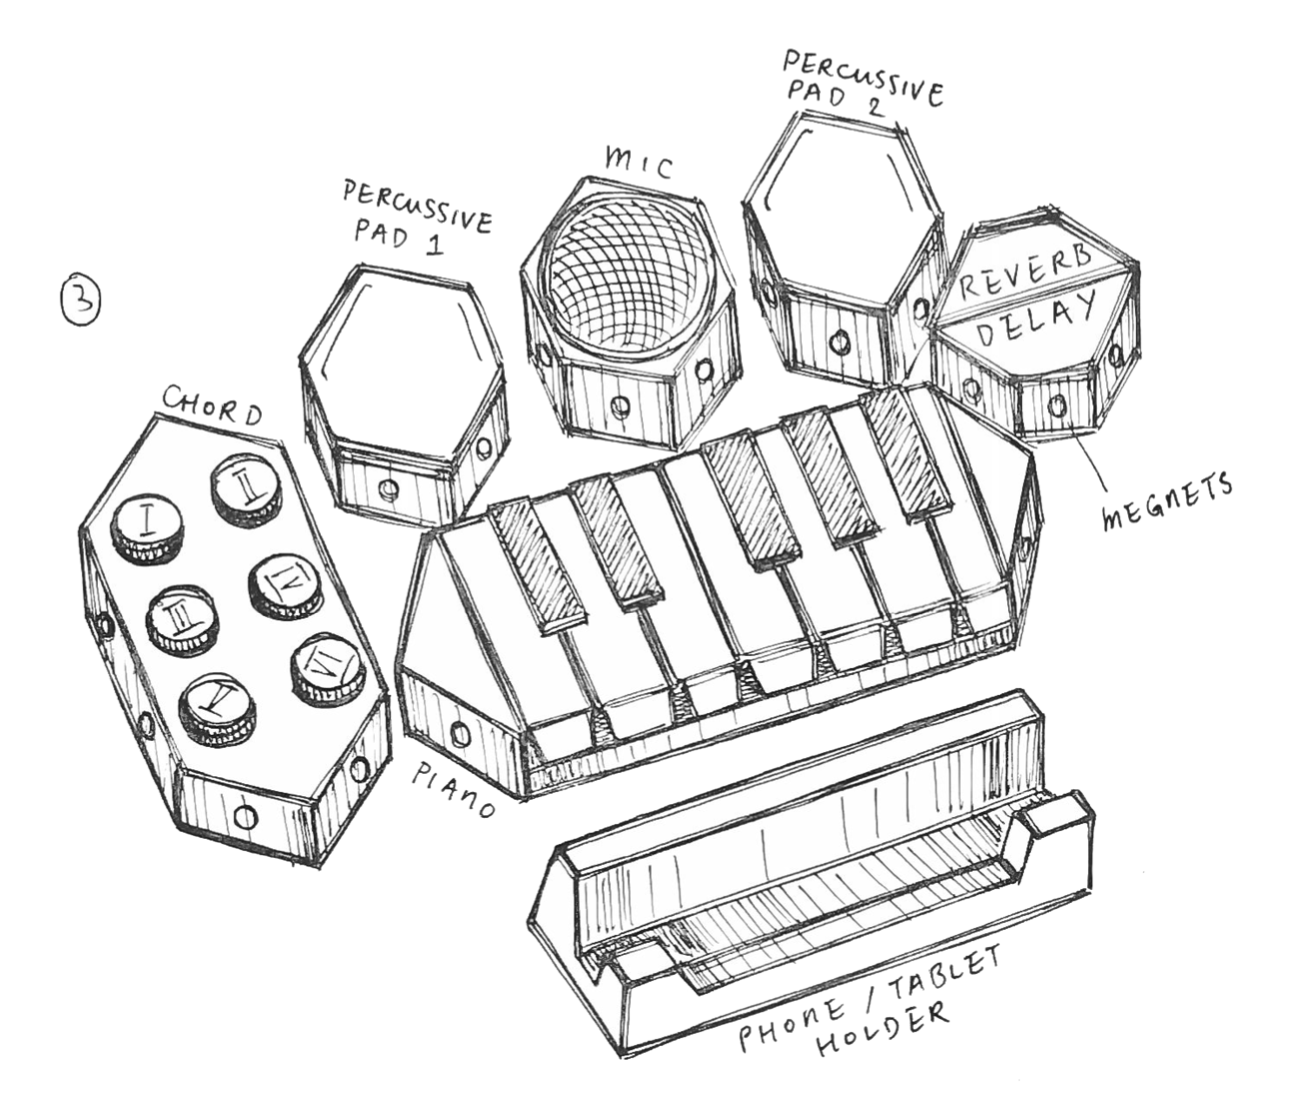 PERCUSSIVE
PAD 2
MIC
PERCUSSIVE
PAD 1
3
REVERB
DELAY
CHORD
I
II
III
IV
V
VI
MEGNETS
PIANO
PHONE / TABLET
HOLDER